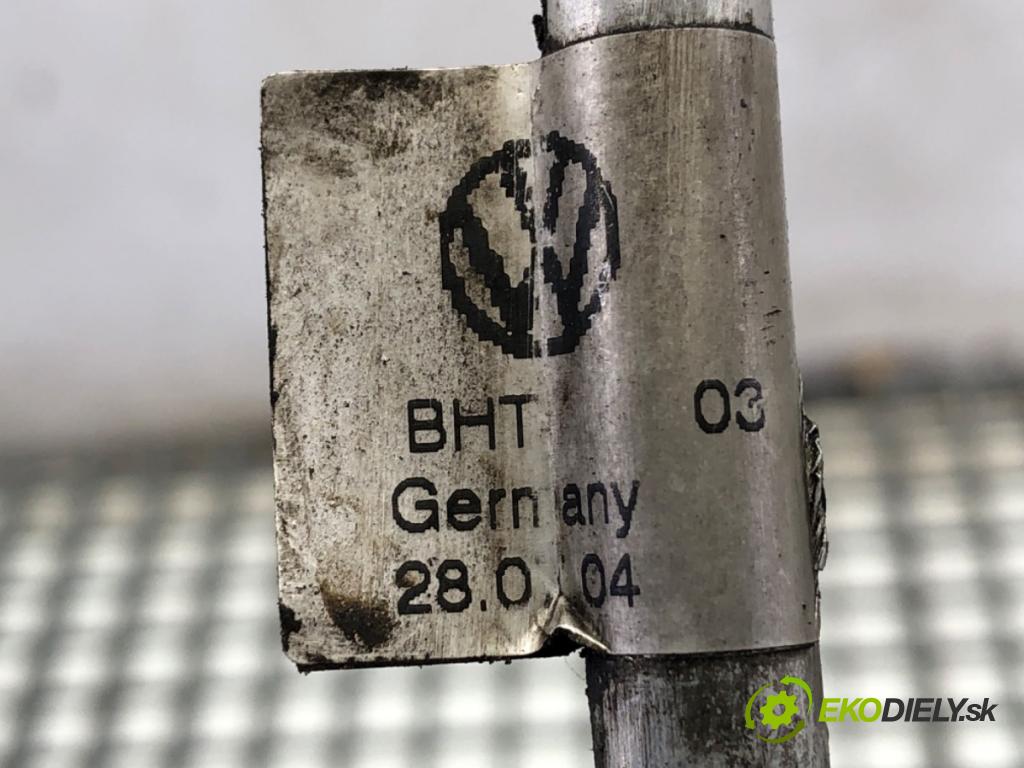 BHT 03
Germany
28.0 04
EKODIELY.sk